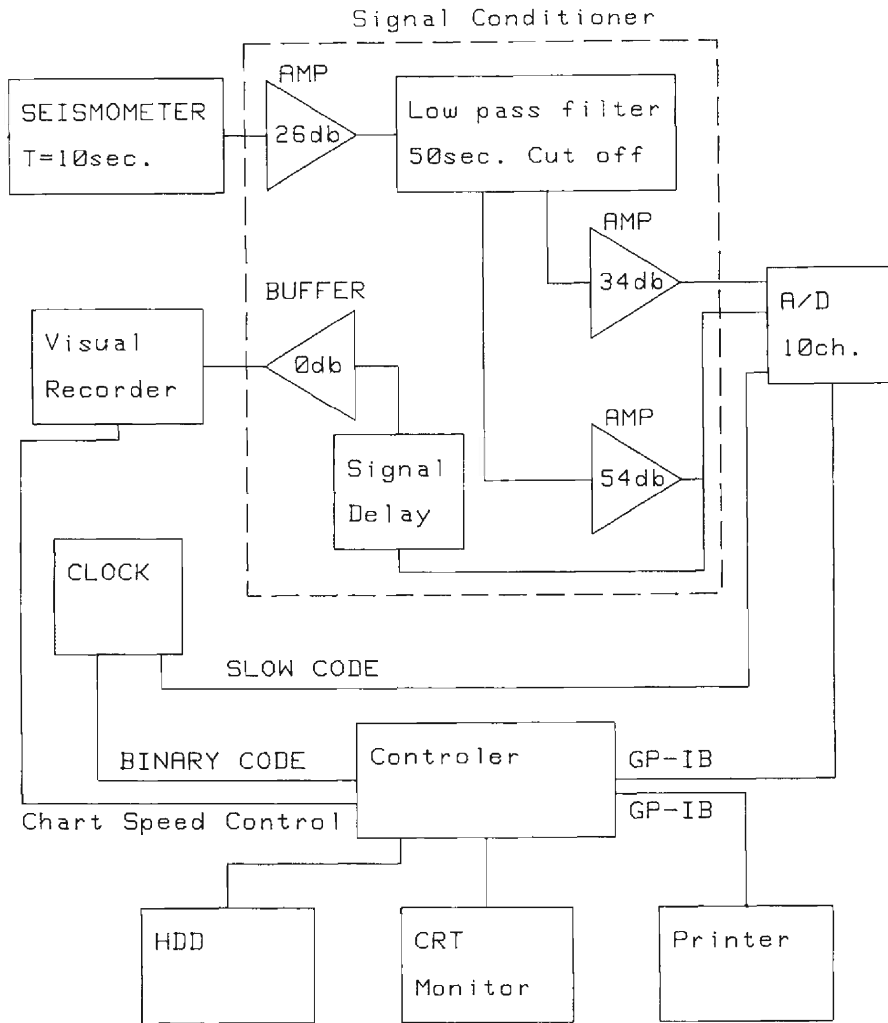 Signal Conditioner
SEISMOMETER
T=10sec.
AMP
26db
Low pass filter
50sec. Cut off
AMP
34db
A/D
10ch.
BUFFER
0db
Visual
Recorder
AMP
54db
Signal
Delay
CLOCK
SLOW CODE
BINARY CODE
Controler
GP-IB
GP-IB
Chart Speed Control
HDD
CRT
Monitor
Printer